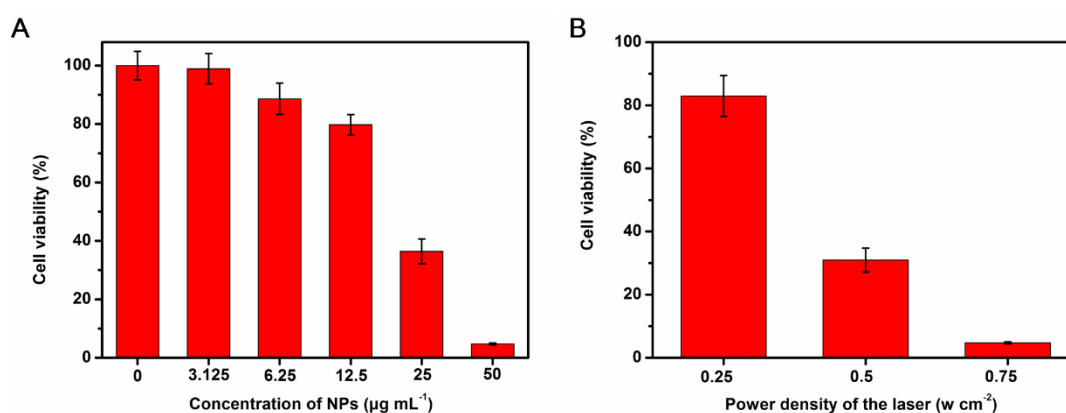 A
Cell viability (%)
100
80
60
40
20
0
0 3.125 6.25 12.5 25 50
Concentration of NPs (µg mL⁻¹)
B
Cell viability (%)
100
80
60
40
20
0
0.25 0.5 0.75
Power density of the laser (w cm⁻²)